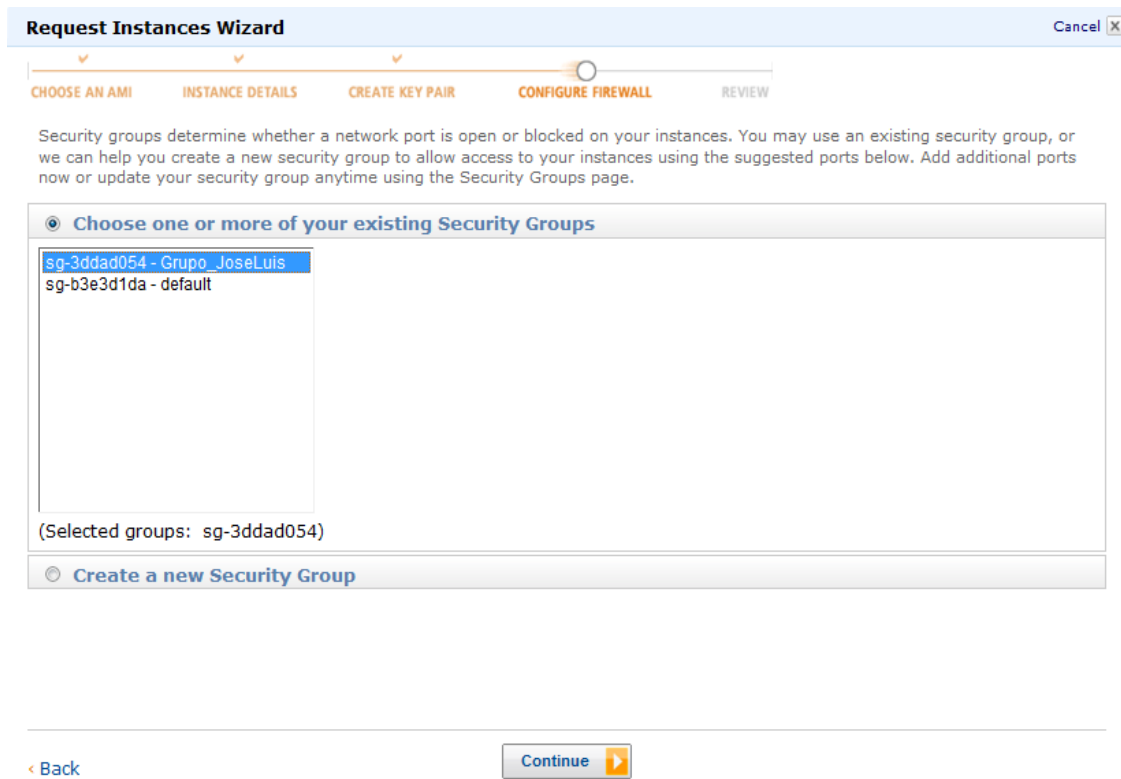 Request Instances Wizard
Cancel
CHOOSE AN AMI
INSTANCE DETAILS
CREATE KEY PAIR
CONFIGURE FIREWALL
REVIEW
Security groups determine whether a network port is open or blocked on your instances. You may use an existing security group, or
we can help you create a new security group to allow access to your instances using the suggested ports below. Add additional ports
now or update your security group anytime using the Security Groups page.
Choose one or more of your existing Security Groups
sg-3ddad054 - Grupo_JoseLuis
sg-b3e3d1da - default
(Selected groups: sg-3ddad054)
Create a new Security Group
< Back
Continue